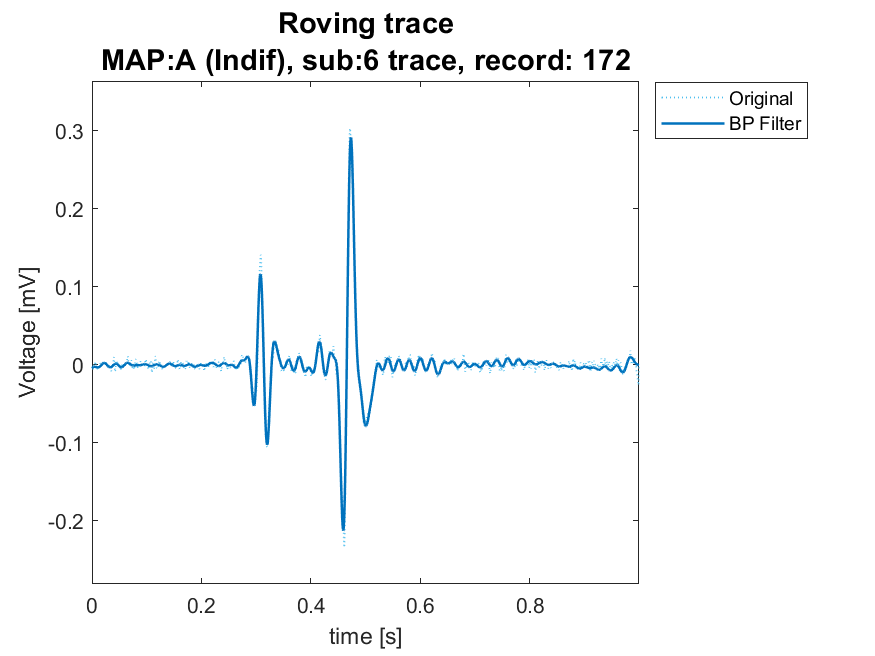 Roving trace
MAP:A (Indif), sub:6 trace, record: 172
Original
BP Filter
Voltage [mV]
0.3
0.2
0.1
0
-0.1
-0.2
0
0.2
0.4
0.6
0.8
time [s]